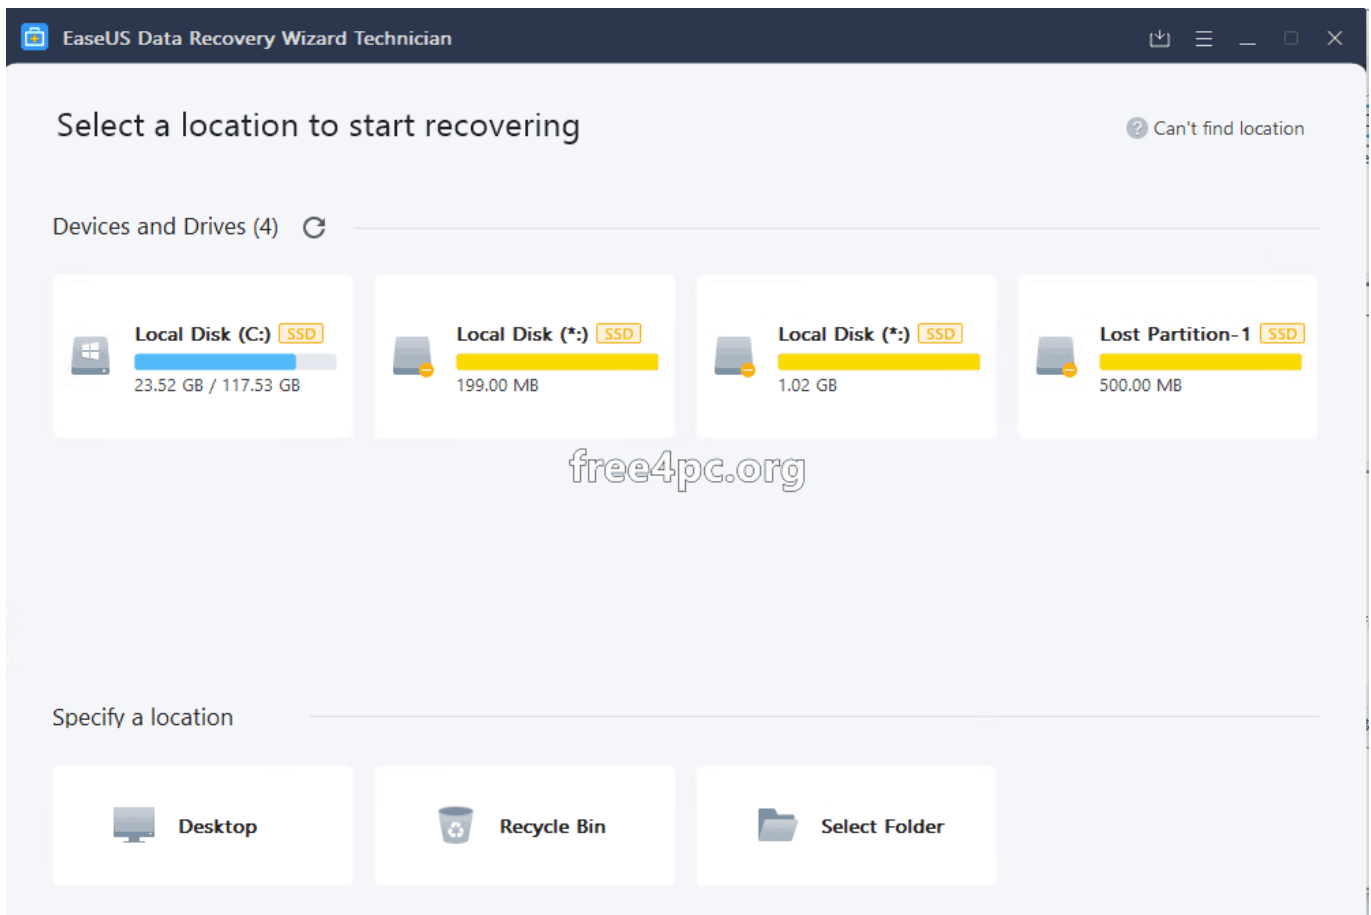 EaseUS Data Recovery Wizard Technician
Select a location to start recovering
Can't find location
Devices and Drives (4)
Local Disk (C:) SSD
23.52 GB / 117.53 GB
Local Disk (*:) SSD
199.00 MB
Local Disk (*:) SSD
1.02 GB
Lost Partition-1 SSD
500.00 MB
free4pc.org
Specify a location
Desktop
Recycle Bin
Select Folder